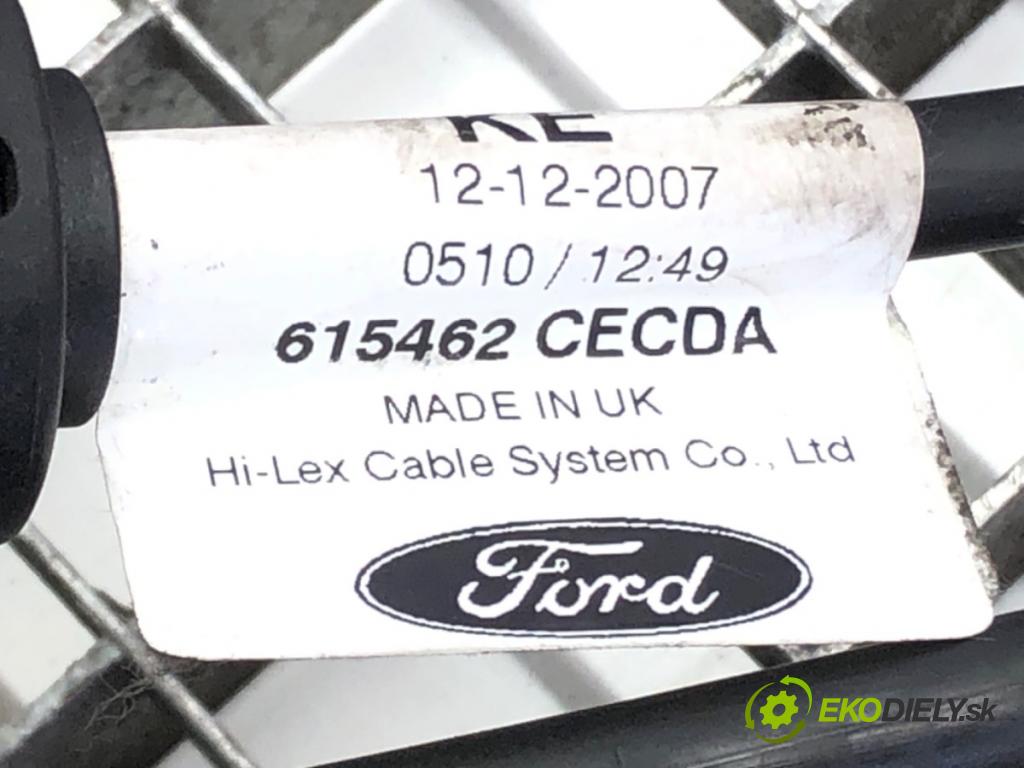 KE
12-12-2007
0510 / 12:49
615462 CECDA
MADE IN UK
Hi-Lex Cable System Co., Ltd
Ford
EKODIELY.sk